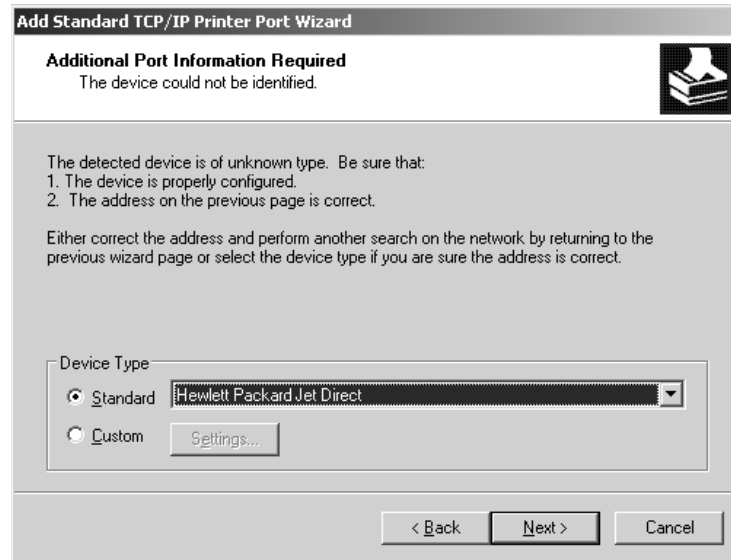 Add Standard TCP/IP Printer Port Wizard
Additional Port Information Required
The device could not be identified.
The detected device is of unknown type.  Be sure that:
1. The device is properly configured.
2.  The address on the previous page is correct.
Either correct the address and perform another search on the network by returning to the
previous wizard page or select the device type if you are sure the address is correct.
Device Type
Standard
Hewlett Packard Jet Direct
Custom
Settings...
< Back
Next >
Cancel